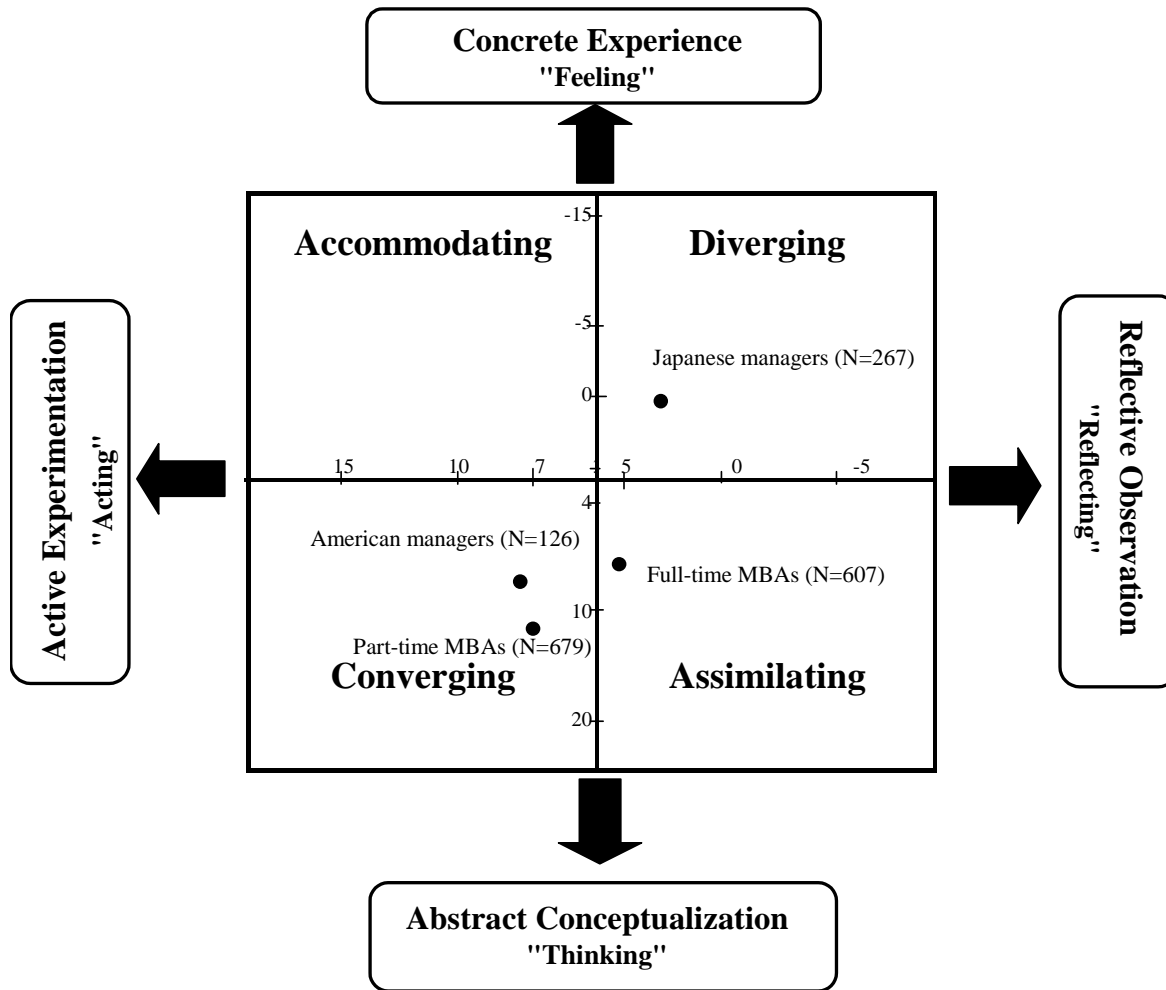 Concrete Experience
"Feeling"
Accommodating
Diverging
-15
-5
Japanese managers (N=267)
0
Active Experimentation
"Acting"
Reflective Observation
"Reflecting"
15
10
7
5
0
-5
4
American managers (N=126)
Full-time MBAs (N=607)
10
Part-time MBAs (N=679)
Converging
Assimilating
20
Abstract Conceptualization
"Thinking"